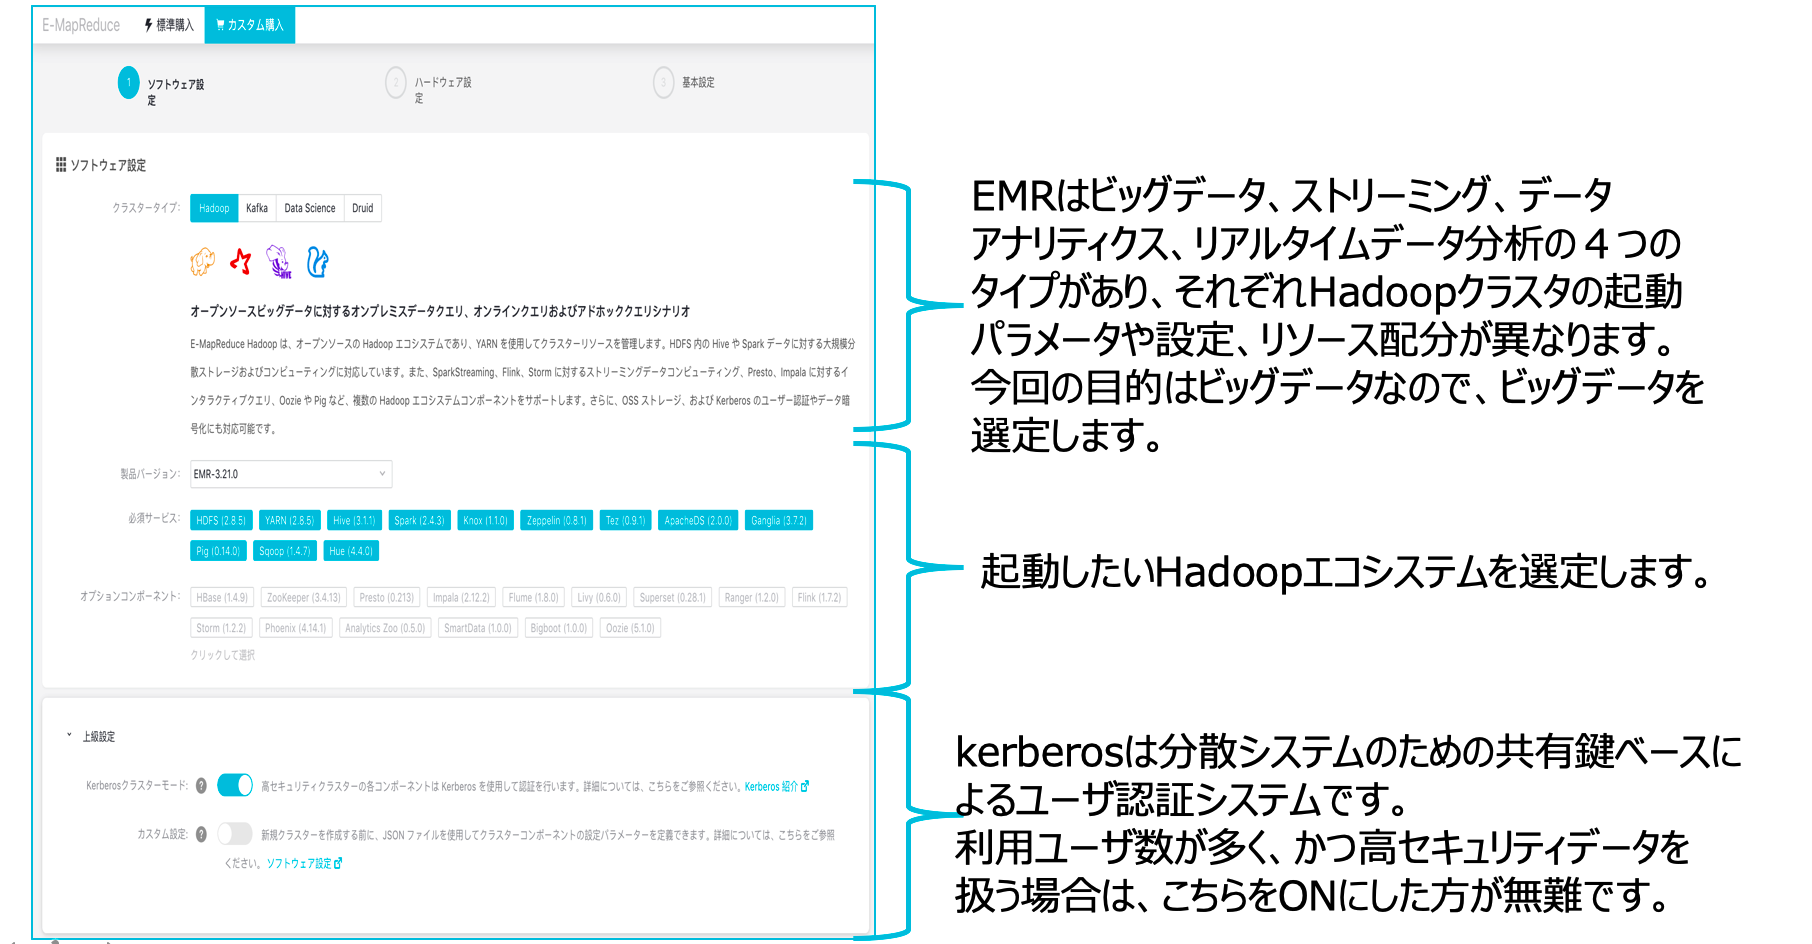 E-MapReduce 標準購入 カスタム購入
1 ソフトウェア設
定
2 ハードウェア設
定
3 基本設定
ソフトウェア設定
クラスタータイプ: Hadoop Kafka Data Science Druid
HIVE
オープンソースビッグデータに対するオンプレミスデータクエリ、オンラインクエリおよびアドホッククエリシナリオ
E-MapReduce Hadoop は、オープンソースの Hadoop エコシステムであり、YARN を使用してクラスターリソースを管理します。HDFS 内の Hive や Spark データに対する大規模分
散ストレージおよびコンピューティングに対応しています。また、SparkStreaming、Flink、Storm に対するストリーミングデータコンピューティング、Presto、Impala に対するイ
ンタラクティブクエリ、Oozie や Pig など、複数の Hadoop エコシステムコンポーネントをサポートします。さらに、OSS ストレージ、および Kerberos のユーザー認証やデータ暗
号化にも対応可能です。
製品バージョン: EMR-3.21.0
必須サービス: HDFS (2.8.5) YARN (2.8.5) Hive (3.1.1) Spark (2.4.3) Knox (1.1.0) Zeppelin (0.8.1) Tez (0.9.1) ApacheDS (2.0.0) Ganglia (3.7.2)
Pig (0.14.0) Sqoop (1.4.7) Hue (4.4.0)
オプションコンポーネント: HBase (1.4.9) ZooKeeper (3.4.13) Presto (0.213) Impala (2.12.2) Flume (1.8.0) Livy (0.6.0) Superset (0.28.1) Ranger (1.2.0) Flink (1.7.2)
Storm (1.2.2) Phoenix (4.14.1) Analytics Zoo (0.5.0) SmartData (1.0.0) Bigboot (1.0.0) Oozie (5.1.0)
クリックして選択
上級設定
Kerberosクラスターモード: ? 高セキュリティクラスターの各コンポーネントは Kerberos を使用して認証を行います。詳細については、こちらをご参照ください。Kerberos 紹介
カスタム設定: ? 新規クラスターを作成する前に、JSON ファイルを使用してクラスターコンポーネントの設定パラメーターを定義できます。詳細については、こちらをご参照
ください。ソフトウェア設定
EMRはビッグデータ、ストリーミング、データ
アナリティクス、リアルタイムデータ分析の４つの
タイプがあり、それぞれHadoopクラスタの起動
パラメータや設定、リソース配分が異なります。
今回の目的はビッグデータなので、ビッグデータを
選定します。
起動したいHadoopエコシステムを選定します。
kerberosは分散システムのための共有鍵ベースに
よるユーザ認証システムです。
利用ユーザ数が多く、かつ高セキュリティデータを
扱う場合は、こちらをONにした方が無難です。